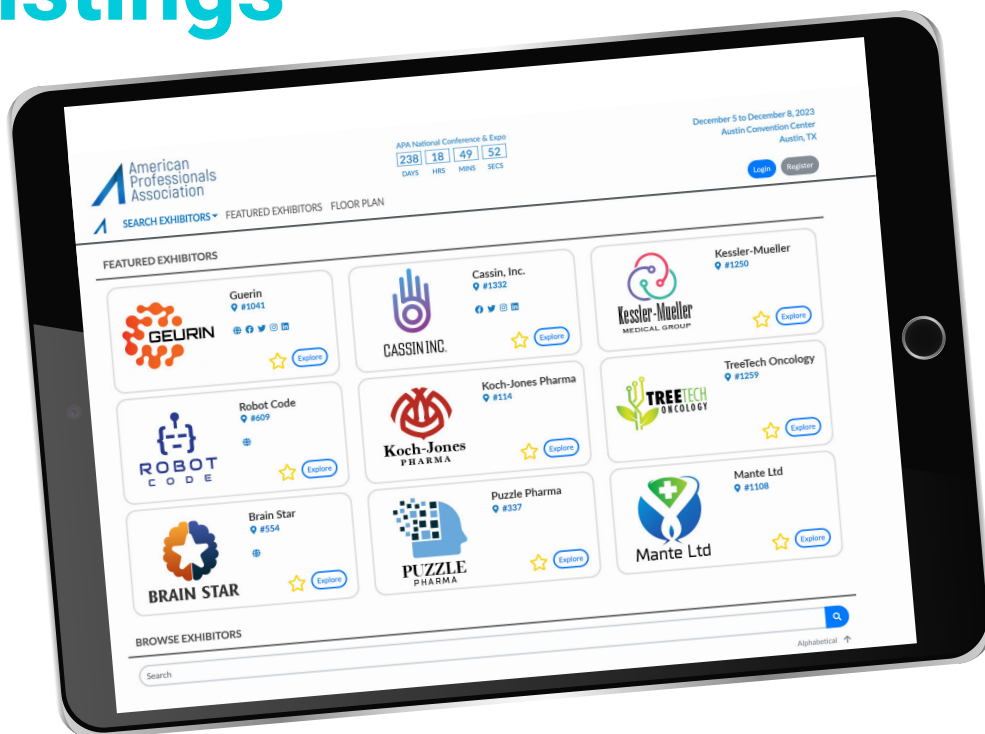 istings
American
Professionals
Association
APA National Conference & Expo
238 18 49 52
DAYS HRS MINS SECS
December 5 to December 8, 2023
Austin Convention Center
Austin, TX
Login Register
SEARCH EXHIBITORS FEATURED EXHIBITORS FLOOR PLAN
FEATURED EXHIBITORS
GEURIN
Guerin
#1041
Explore
CASSIN INC.
Cassin, Inc.
#1332
Explore
Kessler-Mueller
MEDICAL GROUP
Kessler-Mueller
#1250
Explore
ROBOT
CODE
Robot Code
#609
Explore
Koch-Jones
PHARMA
Koch-Jones Pharma
#114
Explore
TREETECH
ONCOLOGY
TreeTech Oncology
#1259
Explore
BRAIN STAR
Brain Star
#554
Explore
PUZZLE
PHARMA
Puzzle Pharma
#337
Explore
Mante Ltd
Mante Ltd
#1108
Explore
BROWSE EXHIBITORS
Search
Alphabetical